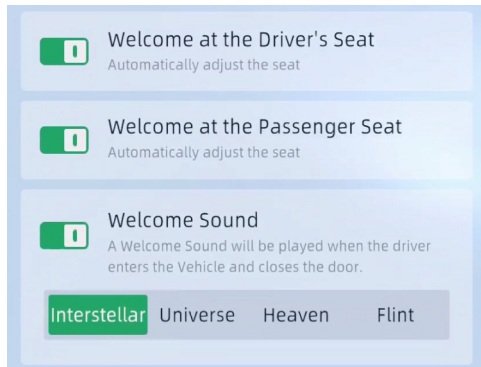 Welcome at the Driver's Seat
Automatically adjust the seat
Welcome at the Passenger Seat
Automatically adjust the seat
Welcome Sound
A Welcome Sound will be played when the driver
enters the Vehicle and closes the door.
Interstellar Universe Heaven Flint